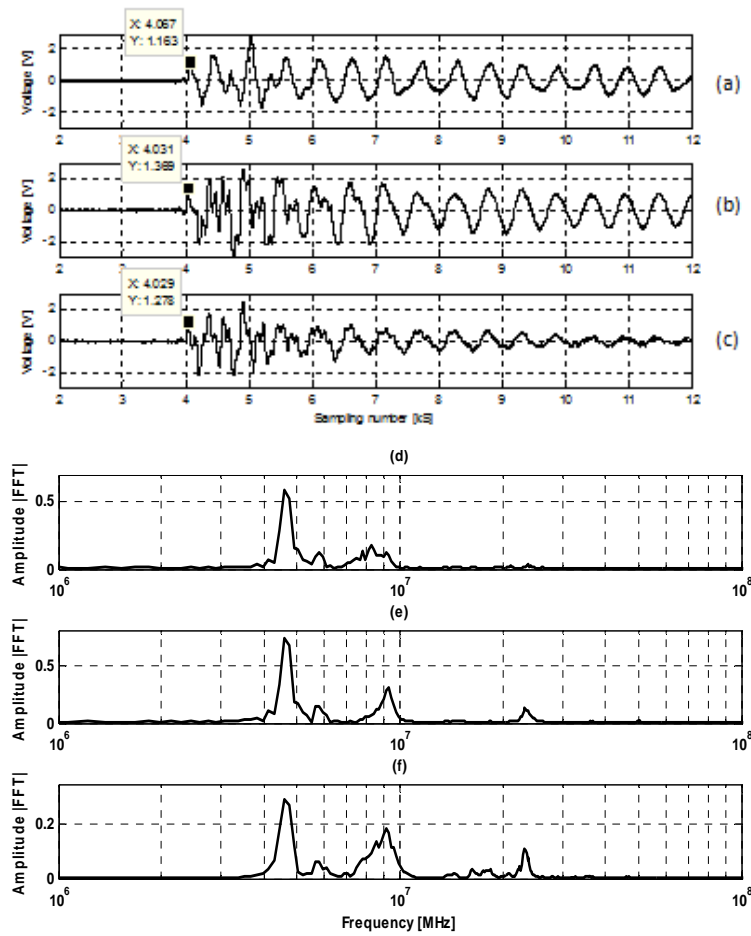 X: 4.067
Y: 1.163
Voltage [V]
2
0
-2
2 3 4 5 6 7 8 9 10 11 12
(a)
X: 4.031
Y: 1.369
Voltage [V]
2
0
-2
2 3 4 5 6 7 8 9 10 11 12
(b)
X: 4.029
Y: 1.278
Voltage [V]
2
0
-2
2 3 4 5 6 7 8 9 10 11 12
(c)
Sampling number [kS]
(d)
Amplitude |FFT|
0.5
0
10^6 10^7 10^8
(e)
Amplitude |FFT|
0.5
0
10^6 10^7 10^8
(f)
Amplitude |FFT|
0.2
0
10^6 10^7 10^8
Frequency [MHz]